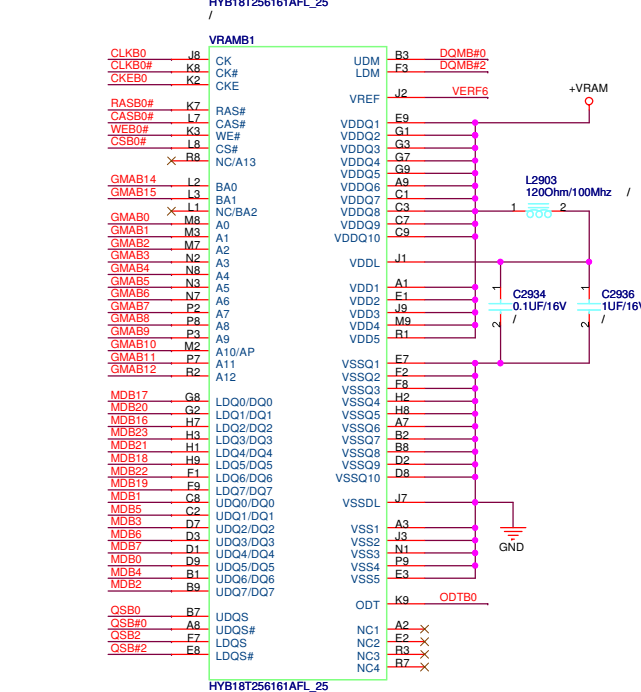 HYB18T256161AFL_25
/
VRAMB1
CLKB0 J8 CK
CLKB0# K8 CK#
CKEB0 K2 CKE
RASB0# K7 RAS#
CASB0# L7 CAS#
WEB0# K3 WE#
CSB0# L8 CS#
R8 NC/A13
GMAB14 L2 BA0
GMAB15 L3 BA1
L1 NC/BA2
GMAB0 M8 A0
GMAB1 M3 A1
GMAB2 M7 A2
GMAB3 N2 A3
GMAB4 N8 A4
GMAB5 N3 A5
GMAB6 N7 A6
GMAB7 P2 A7
GMAB8 P8 A8
GMAB9 P3 A9
GMAB10 M2 A10/AP
GMAB11 P7 A11
GMAB12 R2 A12
MDB17 G8 LDQ0/DQ0
MDB20 G2 LDQ1/DQ1
MDB16 H7 LDQ2/DQ2
MDB23 H3 LDQ3/DQ3
MDB21 H1 LDQ4/DQ4
MDB18 H9 LDQ5/DQ5
MDB22 F1 LDQ6/DQ6
MDB19 F9 LDQ7/DQ7
MDB1 C8 UDQ0/DQ0
MDB5 C2 UDQ1/DQ1
MDB3 D7 UDQ2/DQ2
MDB6 D3 UDQ3/DQ3
MDB7 D1 UDQ4/DQ4
MDB0 D9 UDQ5/DQ5
MDB4 B1 UDQ6/DQ6
MDB2 B9 UDQ7/DQ7
QSB0 B7 UDQS
QSB#0 A8 UDQS#
QSB2 F7 LDQS
QSB#2 E8 LDQS#
UDM B3 DQMB#0
LDM F3 DQMB#2
VREF J2 VERF6
VDDQ1 E9
VDDQ2 G1
VDDQ3 G3
VDDQ4 G7
VDDQ5 G9
VDDQ6 A9
VDDQ7 C1
VDDQ8 C3
VDDQ9 C7
VDDQ10 C9
VDDL J1
VDD1 A1
VDD2 E1
VDD3 J9
VDD4 M9
VDD5 R1
VSSQ1 E7
VSSQ2 F2
VSSQ3 F8
VSSQ4 H2
VSSQ5 H8
VSSQ6 A7
VSSQ7 B2
VSSQ8 B8
VSSQ9 D2
VSSQ10 D8
VSSDL J7
VSS1 A3
VSS2 J3
VSS3 N1
VSS4 P9
VSS5 E3
ODT K9 ODTB0
NC1 A2
NC2 E2
NC3 R3
NC4 R7
+VRAM
L2903
120Ohm/100Mhz /
1 2
1 C2934
0.1UF/16V
2 /
1 C2936
1UF/16V
2 /
GND
HYB18T256161AFL_25